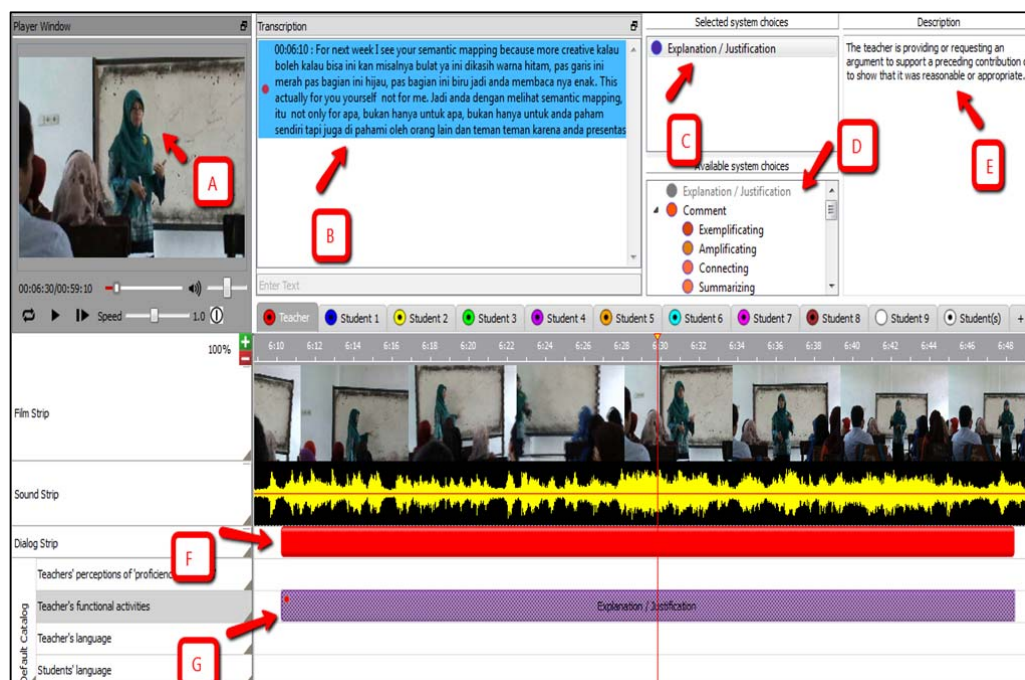 Player Window
A
00:06:30/00:59:10
Speed
1.0
Transcription
00:06:10 : For next week I see your semantic mapping because more creative kalau
boleh kalau bisa ini kan misalnya bulat ya ini dikasih warna hitam, pas garis ini
merah pas bagian ini hijau, pas bagian ini biru jadi anda membaca nya enak. This
actually for you yourself not for me. Jadi anda dengan melihat semantic mapping,
itu not only for apa, bukan hanya untuk apa, bukan hanya untuk anda paham
sendiri tapi juga di pahami oleh orang lain dan teman teman karena anda presentas
B
Enter Text
Selected system choices
Explanation / Justification
C
Available system choices
D
Explanation / Justification
Comment
Exemplificating
Amplificating
Connecting
Summarizing
Description
The teacher is providing or requesting an
argument to support a preceding contribution o
to show that it was reasonable or appropriate.
E
Teacher
Student 1
Student 2
Student 3
Student 4
Student 5
Student 6
Student 7
Student 8
Student 9
Student(s)
+
100%
6:10 6:12 6:14 6:16 6:18 6:20 6:22 6:24 6:26 6:28 6:30 6:32 6:34 6:36 6:38 6:40 6:42 6:44 6:46 6:48
Film Strip
Sound Strip
Dialog Strip
F
Default Catalog
Teachers' perceptions of 'proficienc
Teacher's functional activities
Explanation / Justification
Teacher's language
G
Students' language